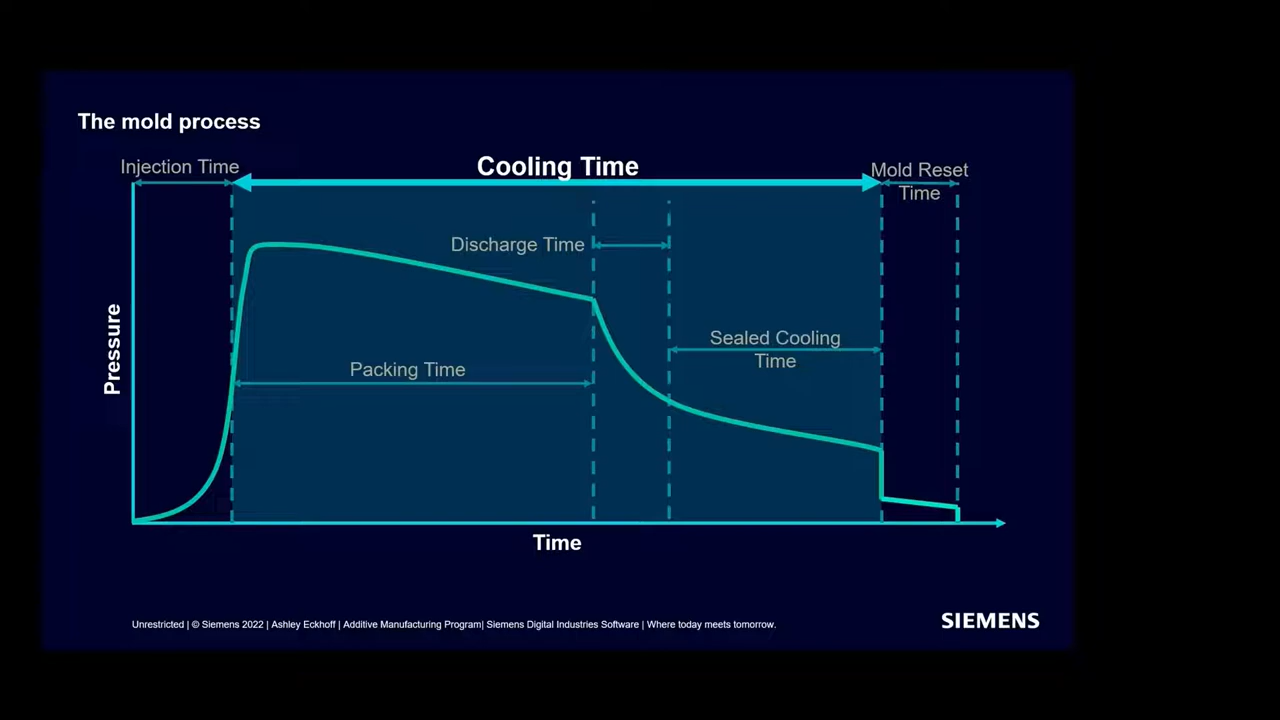 The mold process
Injection Time
Cooling Time
Mold Reset
Time
Discharge Time
Sealed Cooling
Time
Packing Time
Pressure
Time
Unrestricted | © Siemens 2022 | Ashley Eckhoff | Additive Manufacturing Program| Siemens Digital Industries Software | Where today meets tomorrow.
SIEMENS